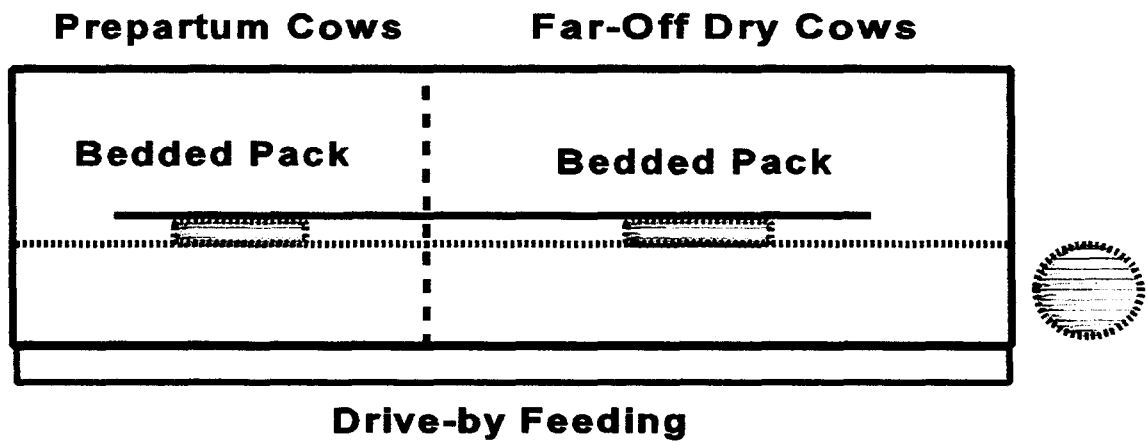 Prepartum Cows
Far-Off Dry Cows
Bedded Pack
Bedded Pack
Drive-by Feeding